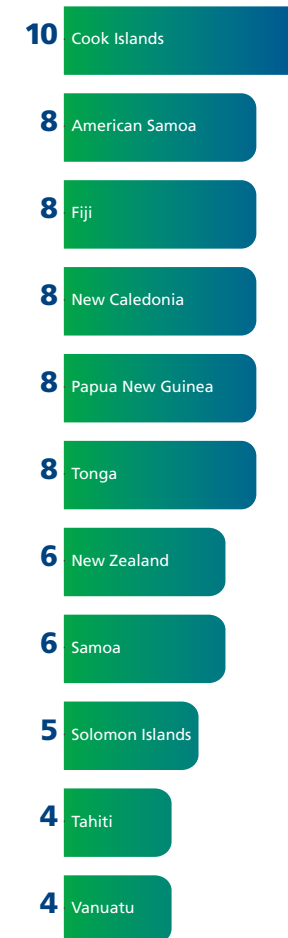 10 Cook Islands
8 American Samoa
8 Fiji
8 New Caledonia
8 Papua New Guinea
8 Tonga
6 New Zealand
6 Samoa
5 Solomon Islands
4 Tahiti
4 Vanuatu